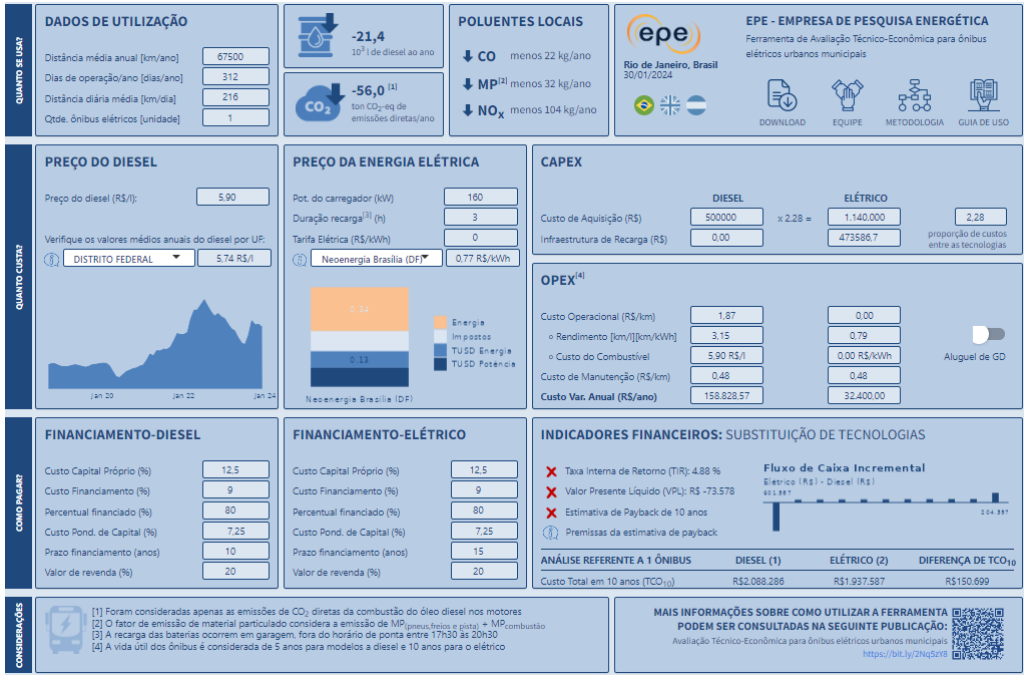 QUANTO SE USA?
DADOS DE UTILIZAÇÃO
Distância média anual [km/ano] 67500
Dias de operação/ano [dias/ano] 312
Distância diária média [km/dia] 216
Qtde. ônibus elétricos [unidade] 1
-21,4
10³ l de diesel ao ano
CO₂
-56,0 [1]
ton CO₂-eq de
emissões diretas/ano
POLUENTES LOCAIS
CO menos 22 kg/ano
MP[2] menos 32 kg/ano
NOₓ menos 104 kg/ano
epe
Rio de Janeiro, Brasil
30/01/2024
EPE - EMPRESA DE PESQUISA ENERGÉTICA
Ferramenta de Avaliação Técnico-Econômica para ônibus
elétricos urbanos municipais
DOWNLOAD EQUIPE METODOLOGIA GUIA DE USO
QUANTO CUSTA?
PREÇO DO DIESEL
Preço do diesel (R$/l): 5,90
Verifique os valores médios anuais do diesel por UF:
DISTRITO FEDERAL 5,74 R$/l
Jan 20 Jan 22 Jan 24
PREÇO DA ENERGIA ELÉTRICA
Pot. do carregador (kW) 160
Duração recarga[3] (h) 3
Tarifa Elétrica (R$/kWh) 0
Neoenergia Brasília (DF) 0,77 R$/kWh
0.13
Energia
Impostos
TUSD Energia
TUSD Potência
Neoenergia Brasília (DF)
CAPEX
DIESEL ELÉTRICO
Custo de Aquisição (R$) 500000 x 2.28 = 1.140.000 2,28
Infraestrutura de Recarga (R$) 0,00 473586,7
proporção de custos
entre as tecnologias
OPEX[4]
Custo Operacional (R$/km) 1,87 0,00
Rendimento [km/l][km/kWh] 3,15 0,79
Custo do Combustível 5,90 R$/l 0,00 R$/kWh
Custo de Manutenção (R$/km) 0,48 0,48
Custo Var. Anual (R$/ano) 158.828,57 32.400,00
Aluguel de GD
COMO PAGAR?
FINANCIAMENTO-DIESEL
Custo Capital Próprio (%) 12,5
Custo Financiamento (%) 9
Percentual financiado (%) 80
Custo Pond. de Capital (%) 7,25
Prazo financiamento (anos) 10
Valor de revenda (%) 20
FINANCIAMENTO-ELÉTRICO
Custo Capital Próprio (%) 12,5
Custo Financiamento (%) 9
Percentual financiado (%) 80
Custo Pond. de Capital (%) 7,25
Prazo financiamento (anos) 15
Valor de revenda (%) 20
INDICADORES FINANCEIROS: SUBSTITUIÇÃO DE TECNOLOGIAS
Taxa Interna de Retorno (TIR): 4.88 %
Valor Presente Líquido (VPL): R$ -73.578
Estimativa de Payback de 10 anos
Premissas da estimativa de payback
Fluxo de Caixa Incremental
Elétrico (R$) - Diesel (R$)
ANÁLISE REFERENTE A 1 ÔNIBUS DIESEL (1) ELÉTRICO (2) DIFERENÇA DE TCO₁₀
Custo Total em 10 anos (TCO₁₀) R$2.088.286 R$1.937.587 R$150.699
CONSIDERAÇÕES
[1] Foram consideradas apenas as emissões de CO₂ diretas da combustão do óleo diesel nos motores
[2] O fator de emissão de material particulado considera a emissão de MP(pneus,freios e pista) + MPcombustão
[3] A recarga das baterias ocorrem em garagem, fora do horário de ponta entre 17h30 às 20h30
[4] A vida útil dos ônibus é considerada de 5 anos para modelos a diesel e 10 anos para o elétrico
MAIS INFORMAÇÕES SOBRE COMO UTILIZAR A FERRAMENTA
PODEM SER CONSULTADAS NA SEGUINTE PUBLICAÇÃO:
Avaliação Técnico-Econômica para ônibus elétricos urbanos municipais
https://bit.ly/2Nq5zY8